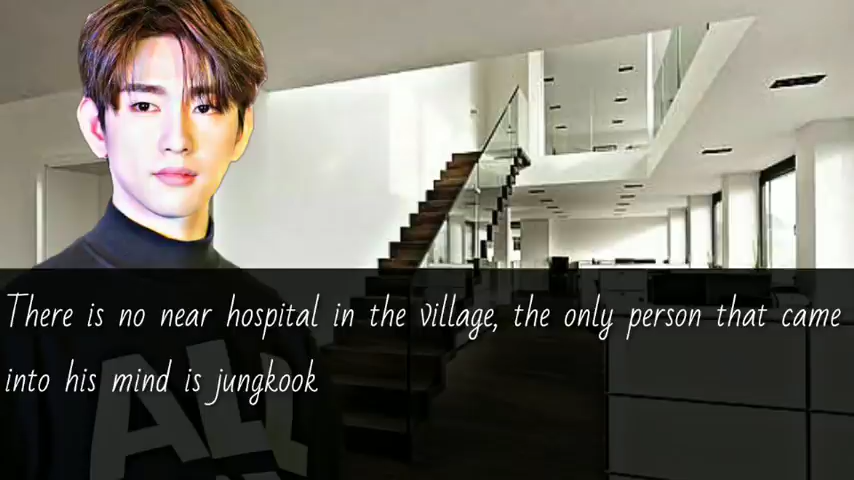 There is no near hospital in the village, the only person that came
into his mind is jungkook